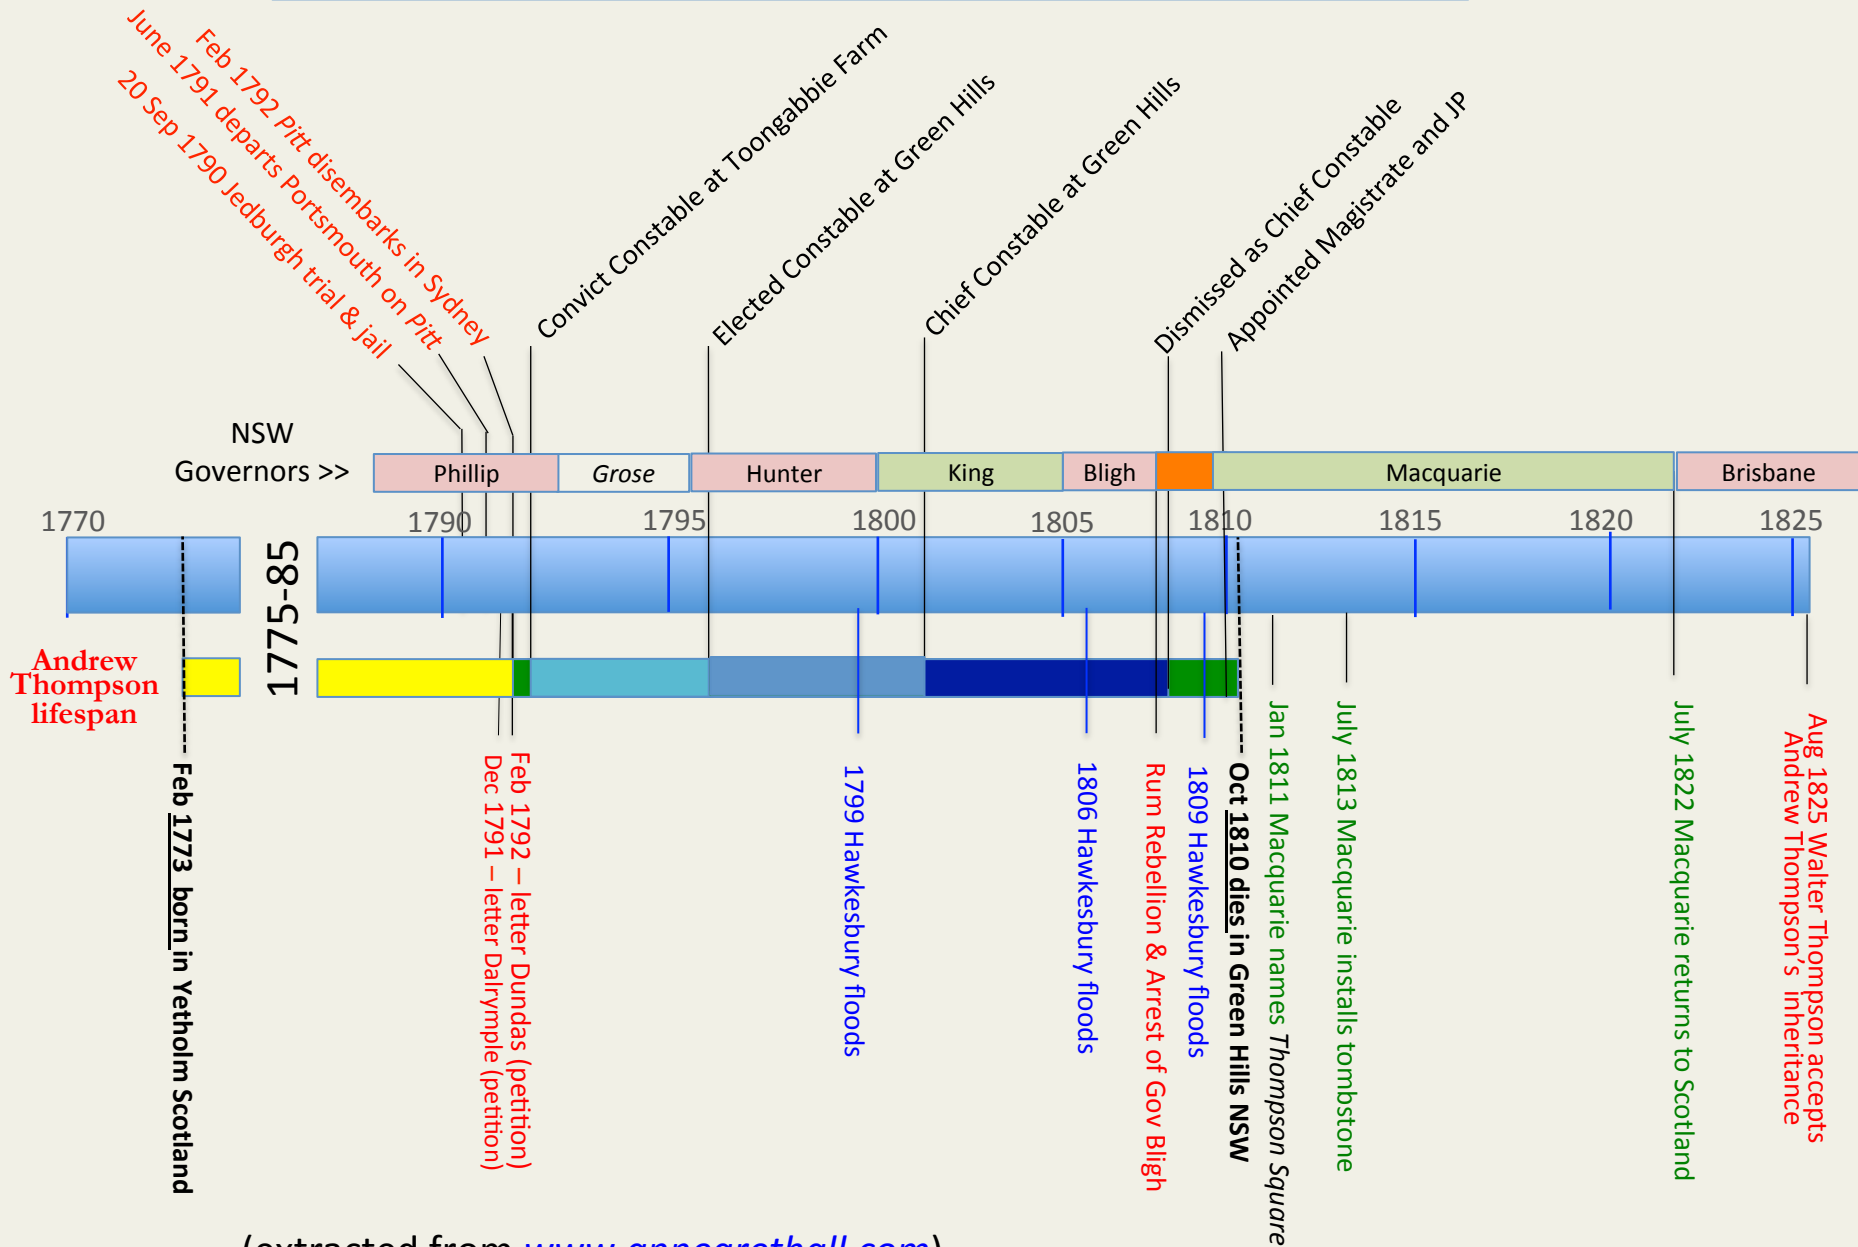 June 1791 departs Portsmouth on Pitt
Feb 1792 Pitt disembarks in Sydney
20 Sep 1790 Jedburgh trial & jail
Convict Constable at Toongabbie Farm
Elected Constable at Green Hills
Chief Constable at Green Hills
Dismissed as Chief Constable
Appointed Magistrate and JP
NSW
Governors >>
Phillip
Grose
Hunter
King
Bligh
Macquarie
Brisbane
1770
1790
1795
1800
1805
1810
1815
1820
1825
1775-85
Andrew
Thompson
lifespan
Feb 1773 born in Yetholm Scotland
Feb 1792 – letter Dundas (petition)
Dec 1791 – letter Dalrymple (petition)
1799 Hawkesbury floods
1806 Hawkesbury floods
Rum Rebellion & Arrest of Gov Bligh
1809 Hawkesbury floods
Oct 1810 dies in Green Hills NSW
Jan 1811 Macquarie names Thompson Square
July 1813 Macquarie installs tombstone
July 1822 Macquarie returns to Scotland
Aug 1825 Walter Thompson accepts
Andrew Thompson's inheritance
(extracted from www.annegrethall.com)